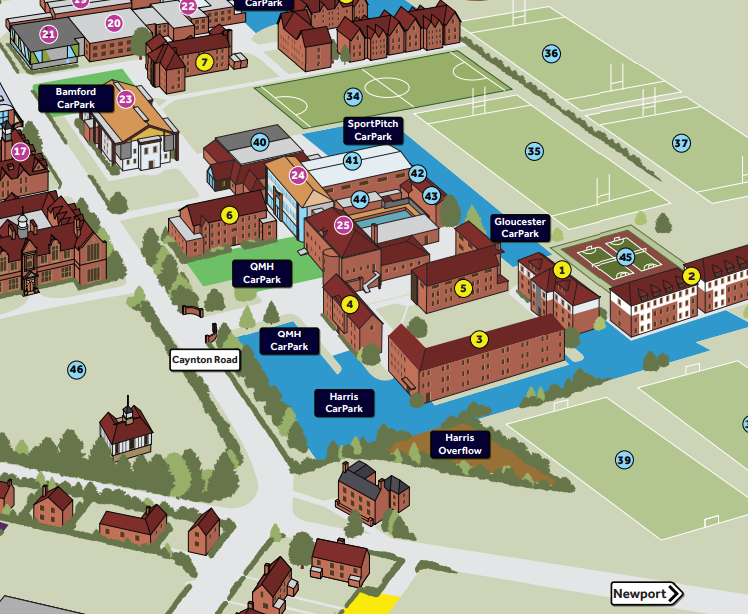 CarPark
22
20
21
7
36
Bamford
CarPark
23
34
SportPitch
CarPark
35
37
17
40
41
42
24
43
44
6
25
Gloucester
CarPark
45
1
2
QMH
CarPark
5
4
QMH
CarPark
3
Caynton Road
46
Harris
CarPark
Harris
Overflow
39
Newport